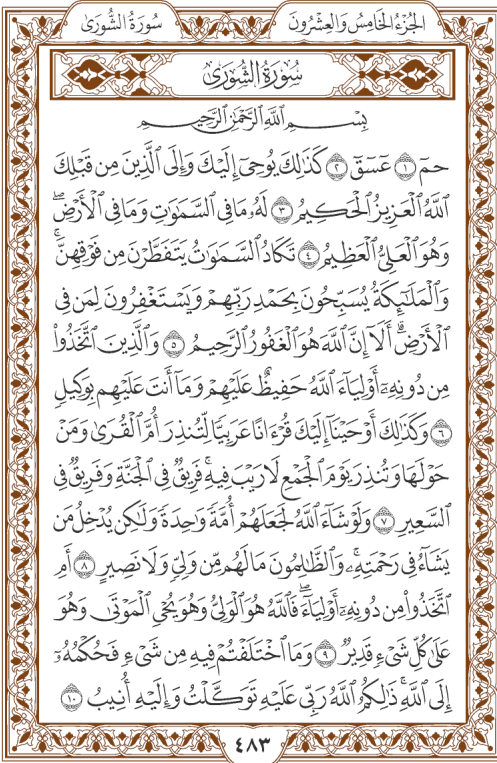 سُورَةُ الشُّورَىٰ
الجُزْءُ الخَامِسُ وَالعِشْرُونَ
سُورَةُ الشُّورَىٰ
بِسْمِ ٱللَّهِ ٱلرَّحْمَٰنِ ٱلرَّحِيمِ
حمٓ ١ عٓسٓقٓ ٢ كَذَٰلِكَ يُوحِىٓ إِلَيْكَ وَإِلَى ٱلَّذِينَ مِن قَبْلِكَ
ٱللَّهُ ٱلْعَزِيزُ ٱلْحَكِيمُ ٣ لَهُۥ مَا فِى ٱلسَّمَٰوَٰتِ وَمَا فِى ٱلْأَرْضِۖ
وَهُوَ ٱلْعَلِىُّ ٱلْعَظِيمُ ٤ تَكَادُ ٱلسَّمَٰوَٰتُ يَتَفَطَّرْنَ مِن فَوْقِهِنَّۚ
وَٱلْمَلَٰٓئِكَةُ يُسَبِّحُونَ بِحَمْدِ رَبِّهِمْ وَيَسْتَغْفِرُونَ لِمَن فِى
ٱلْأَرْضِۗ أَلَآ إِنَّ ٱللَّهَ هُوَ ٱلْغَفُورُ ٱلرَّحِيمُ ٥ وَٱلَّذِينَ ٱتَّخَذُوا۟
مِن دُونِهِۦٓ أَوْلِيَآءَ ٱللَّهُ حَفِيظٌ عَلَيْهِمْ وَمَآ أَنتَ عَلَيْهِم بِوَكِيلٍ
٦ وَكَذَٰلِكَ أَوْحَيْنَآ إِلَيْكَ قُرْءَانًا عَرَبِيًّا لِّتُنذِرَ أُمَّ ٱلْقُرَىٰ وَمَنْ
حَوْلَهَا وَتُنذِرَ يَوْمَ ٱلْجَمْعِ لَا رَيْبَ فِيهِۚ فَرِيقٌ فِى ٱلْجَنَّةِ وَفَرِيقٌ فِى
ٱلسَّعِيرِ ٧ وَلَوْ شَآءَ ٱللَّهُ لَجَعَلَهُمْ أُمَّةً وَٰحِدَةً وَلَٰكِن يُدْخِلُ مَن
يَشَآءُ فِى رَحْمَتِهِۦۚ وَٱلظَّٰلِمُونَ مَا لَهُم مِّن وَلِىٍّ وَلَا نَصِيرٍ ٨ أَمِ
ٱتَّخَذُوا۟ مِن دُونِهِۦٓ أَوْلِيَآءَۖ فَٱللَّهُ هُوَ ٱلْوَلِىُّ وَهُوَ يُحْىِ ٱلْمَوْتَىٰ وَهُوَ
عَلَىٰ كُلِّ شَىْءٍ قَدِيرٌ ٩ وَمَا ٱخْتَلَفْتُمْ فِيهِ مِن شَىْءٍ فَحُكْمُهُۥٓ
إِلَى ٱللَّهِۚ ذَٰلِكُمُ ٱللَّهُ رَبِّى عَلَيْهِ تَوَكَّلْتُ وَإِلَيْهِ أُنِيبُ ١٠
٤٨٣